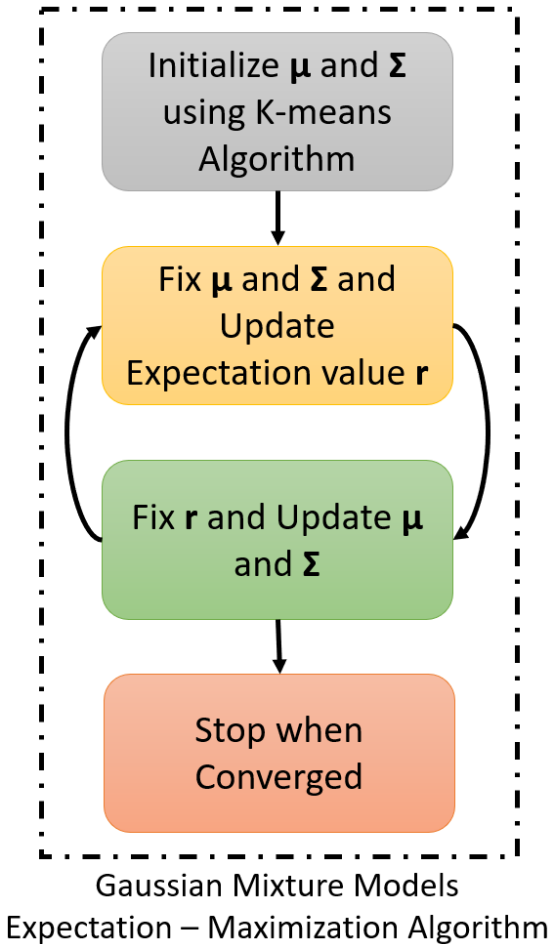 Initialize μ and Σ
using K-means
Algorithm
Fix μ and Σ and
Update
Expectation value r
Fix r and Update μ
and Σ
Stop when
Converged
Gaussian Mixture Models
Expectation – Maximization Algorithm